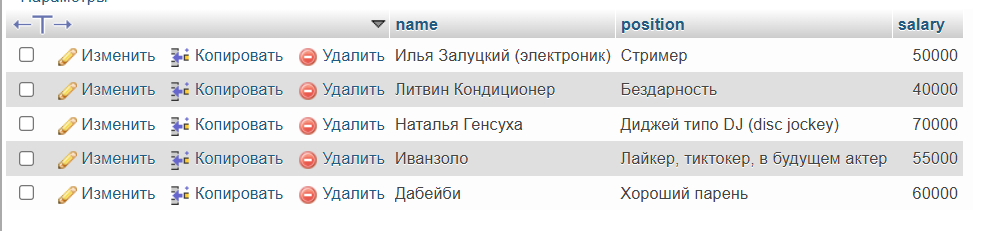 Параметры
←T→ name position salary
Изменить Копировать Удалить Илья Залуцкий (электроник) Стример 50000
Изменить Копировать Удалить Литвин Кондиционер Бездарность 40000
Изменить Копировать Удалить Наталья Генсуха Диджей типо DJ (disc jockey) 70000
Изменить Копировать Удалить Иванзоло Лайкер, тиктокер, в будущем актер 55000
Изменить Копировать Удалить Дабейби Хороший парень 60000